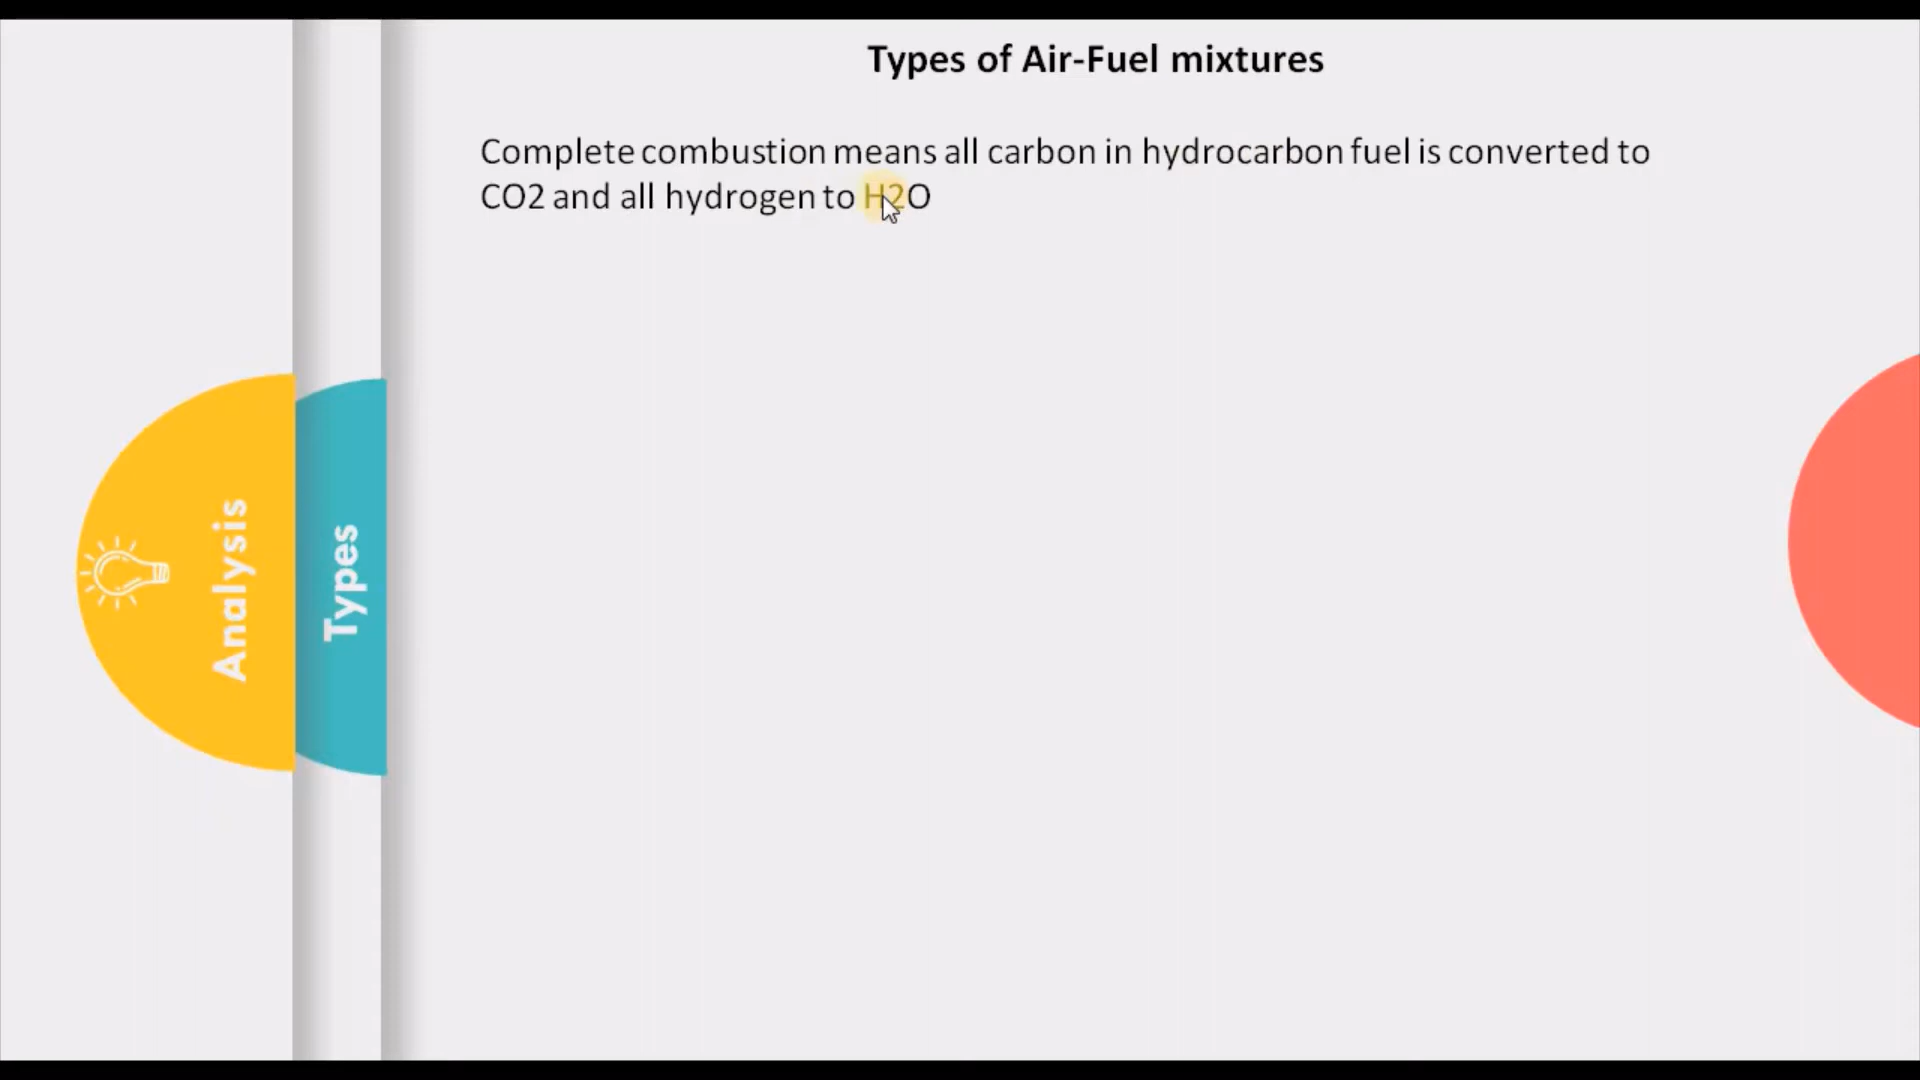 Types of Air-Fuel mixtures
Complete combustion means all carbon in hydrocarbon fuel is converted to
CO2 and all hydrogen to H2O
Analysis
Types